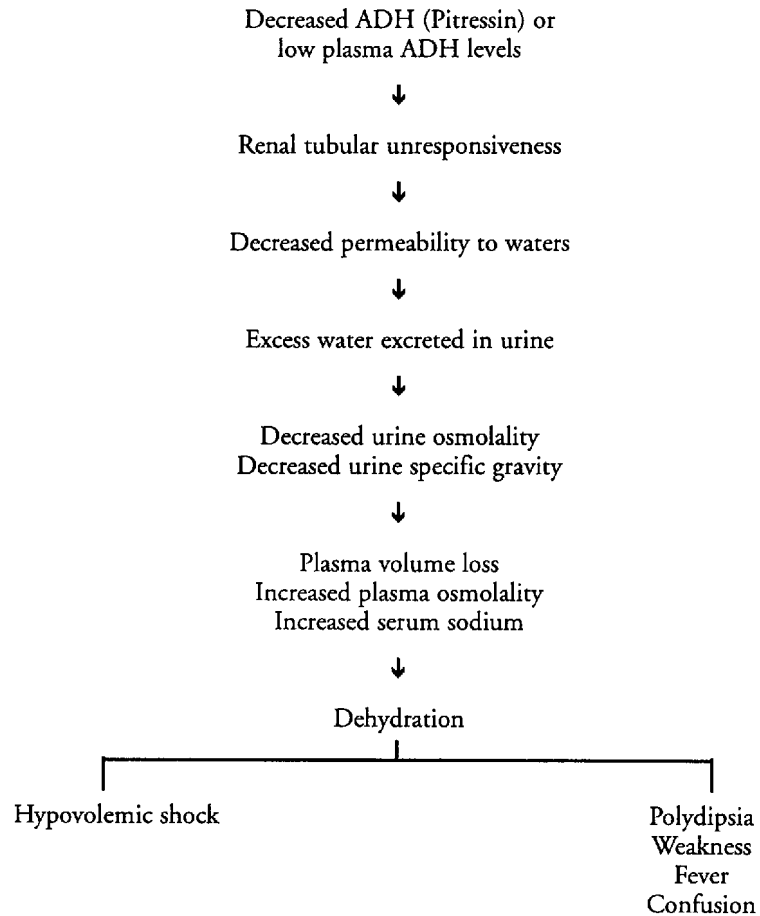 Decreased ADH (Pitressin) or
low plasma ADH levels
Renal tubular unresponsiveness
Decreased permeability to waters
Excess water excreted in urine
Decreased urine osmolality
Decreased urine specific gravity
Plasma volume loss
Increased plasma osmolality
Increased serum sodium
Dehydration
Hypovolemic shock
Polydipsia
Weakness
Fever
Confusion